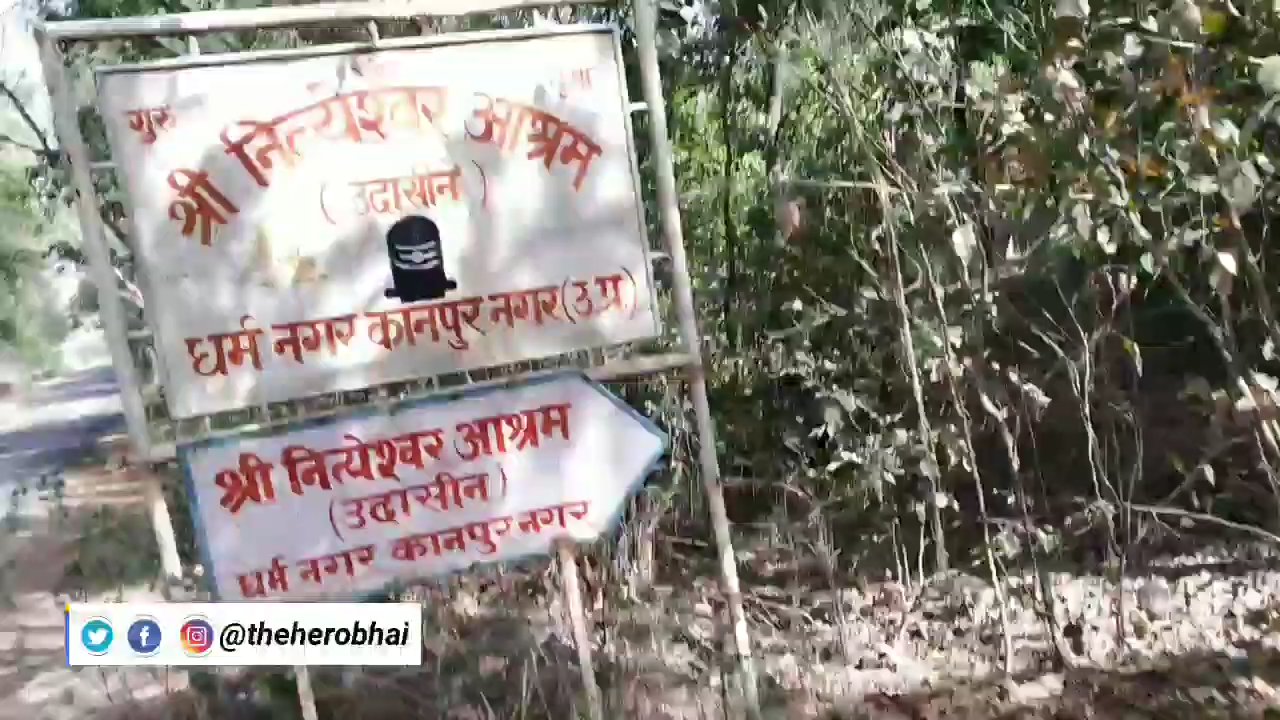 गुरु
श्री नित्येश्वर आश्रम
( उदासीन )
धर्म नगर कानपुर नगर(उ.प्र)
श्री नित्येश्वर आश्रम
(उदासीन)
धर्म नगर कानपुर नगर
@theherobhai